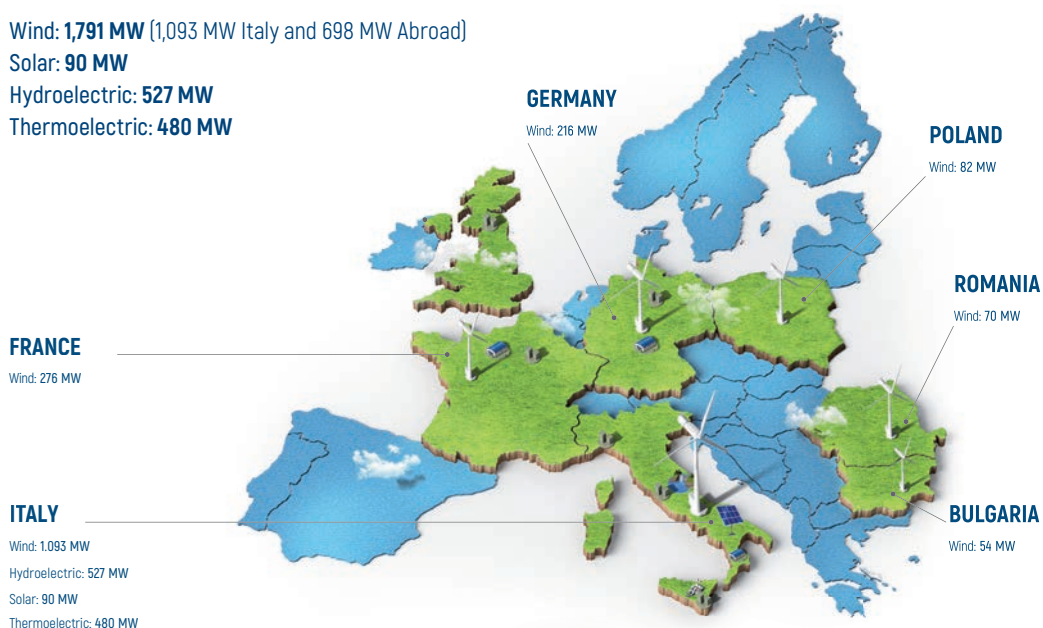 Wind: 1,791 MW (1,093 MW Italy and 698 MW Abroad)
Solar: 90 MW
Hydroelectric: 527 MW
Thermoelectric: 480 MW
GERMANY
Wind: 216 MW
POLAND
Wind: 82 MW
ROMANIA
Wind: 70 MW
FRANCE
Wind: 276 MW
ITALY
Wind: 1.093 MW
Hydroelectric: 527 MW
Solar: 90 MW
Thermoelectric: 480 MW
BULGARIA
Wind: 54 MW